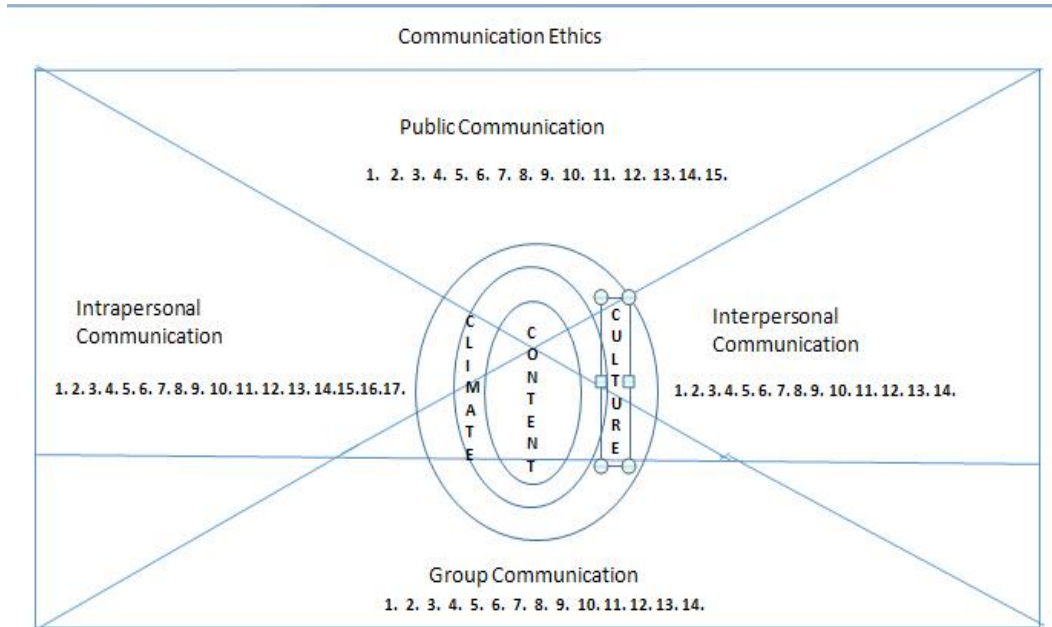 Communication Ethics
Public Communication
1. 2. 3. 4. 5. 6. 7. 8. 9. 10. 11. 12. 13. 14. 15.
Intrapersonal
Communication
1. 2. 3. 4. 5. 6. 7. 8. 9. 10. 11. 12. 13. 14.15.16.17.
CLIMATE
CONTENT
CULTURE
Interpersonal
Communication
1. 2. 3. 4. 5. 6. 7. 8. 9. 10. 11. 12. 13. 14.
Group Communication
1. 2. 3. 4. 5. 6. 7. 8. 9. 10. 11. 12. 13. 14.